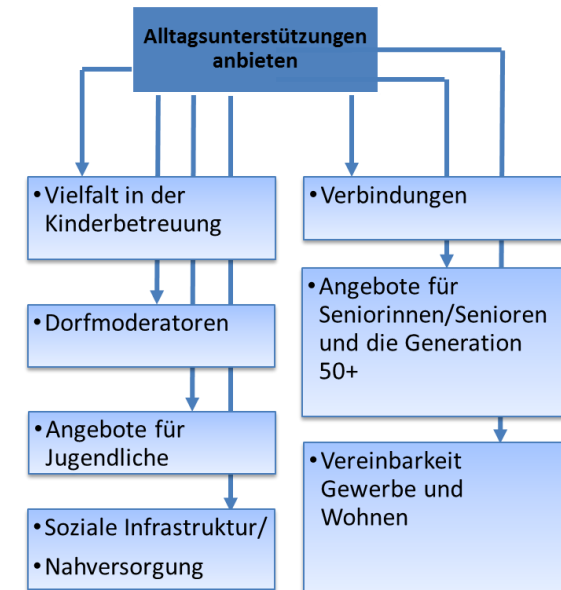 Alltagsunterstützungen
anbieten
• Vielfalt in der
Kinderbetreuung
• Dorfmoderatoren
• Angebote für
Jugendliche
• Soziale Infrastruktur/
• Nahversorgung
• Verbindungen
• Angebote für
Seniorinnen/Senioren
und die Generation
50+
• Vereinbarkeit
Gewerbe und
Wohnen